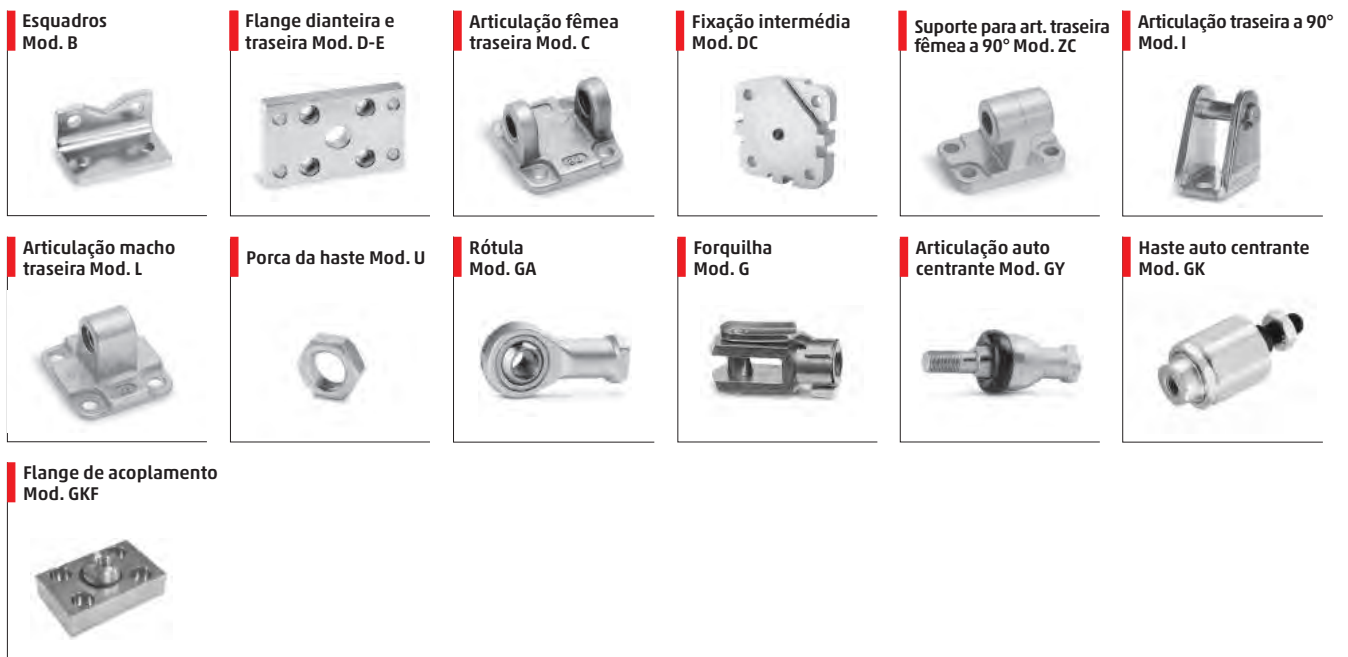 Esquadros
Mod. B
Flange dianteira e
traseira Mod. D-E
Articulação fêmea
traseira Mod. C
Fixação intermédia
Mod. DC
Suporte para art. traseira
fêmea a 90° Mod. ZC
Articulação traseira a 90°
Mod. I
Articulação macho
traseira Mod. L
Porca da haste Mod. U
Rótula
Mod. GA
Forquilha
Mod. G
Articulação auto
centrante Mod. GY
Haste auto centrante
Mod. GK
Flange de acoplamento
Mod. GKF